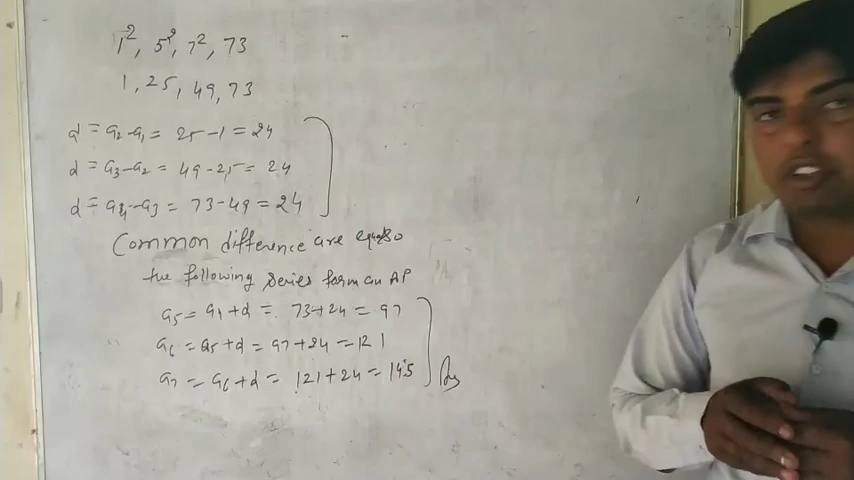 1², 5², 7², 73
1, 25, 49, 73
d = a₂-a₁ = 25-1 = 24
d = a₃-a₂ = 49-25 = 24
d = a₄-a₃ = 73-49 = 24
Common difference are equal so
the following series form an AP
a₅ = a₄+d = 73+24 = 97
a₆ = a₅+d = 97+24 = 121
a₇ = a₆+d = 121+24 = 145